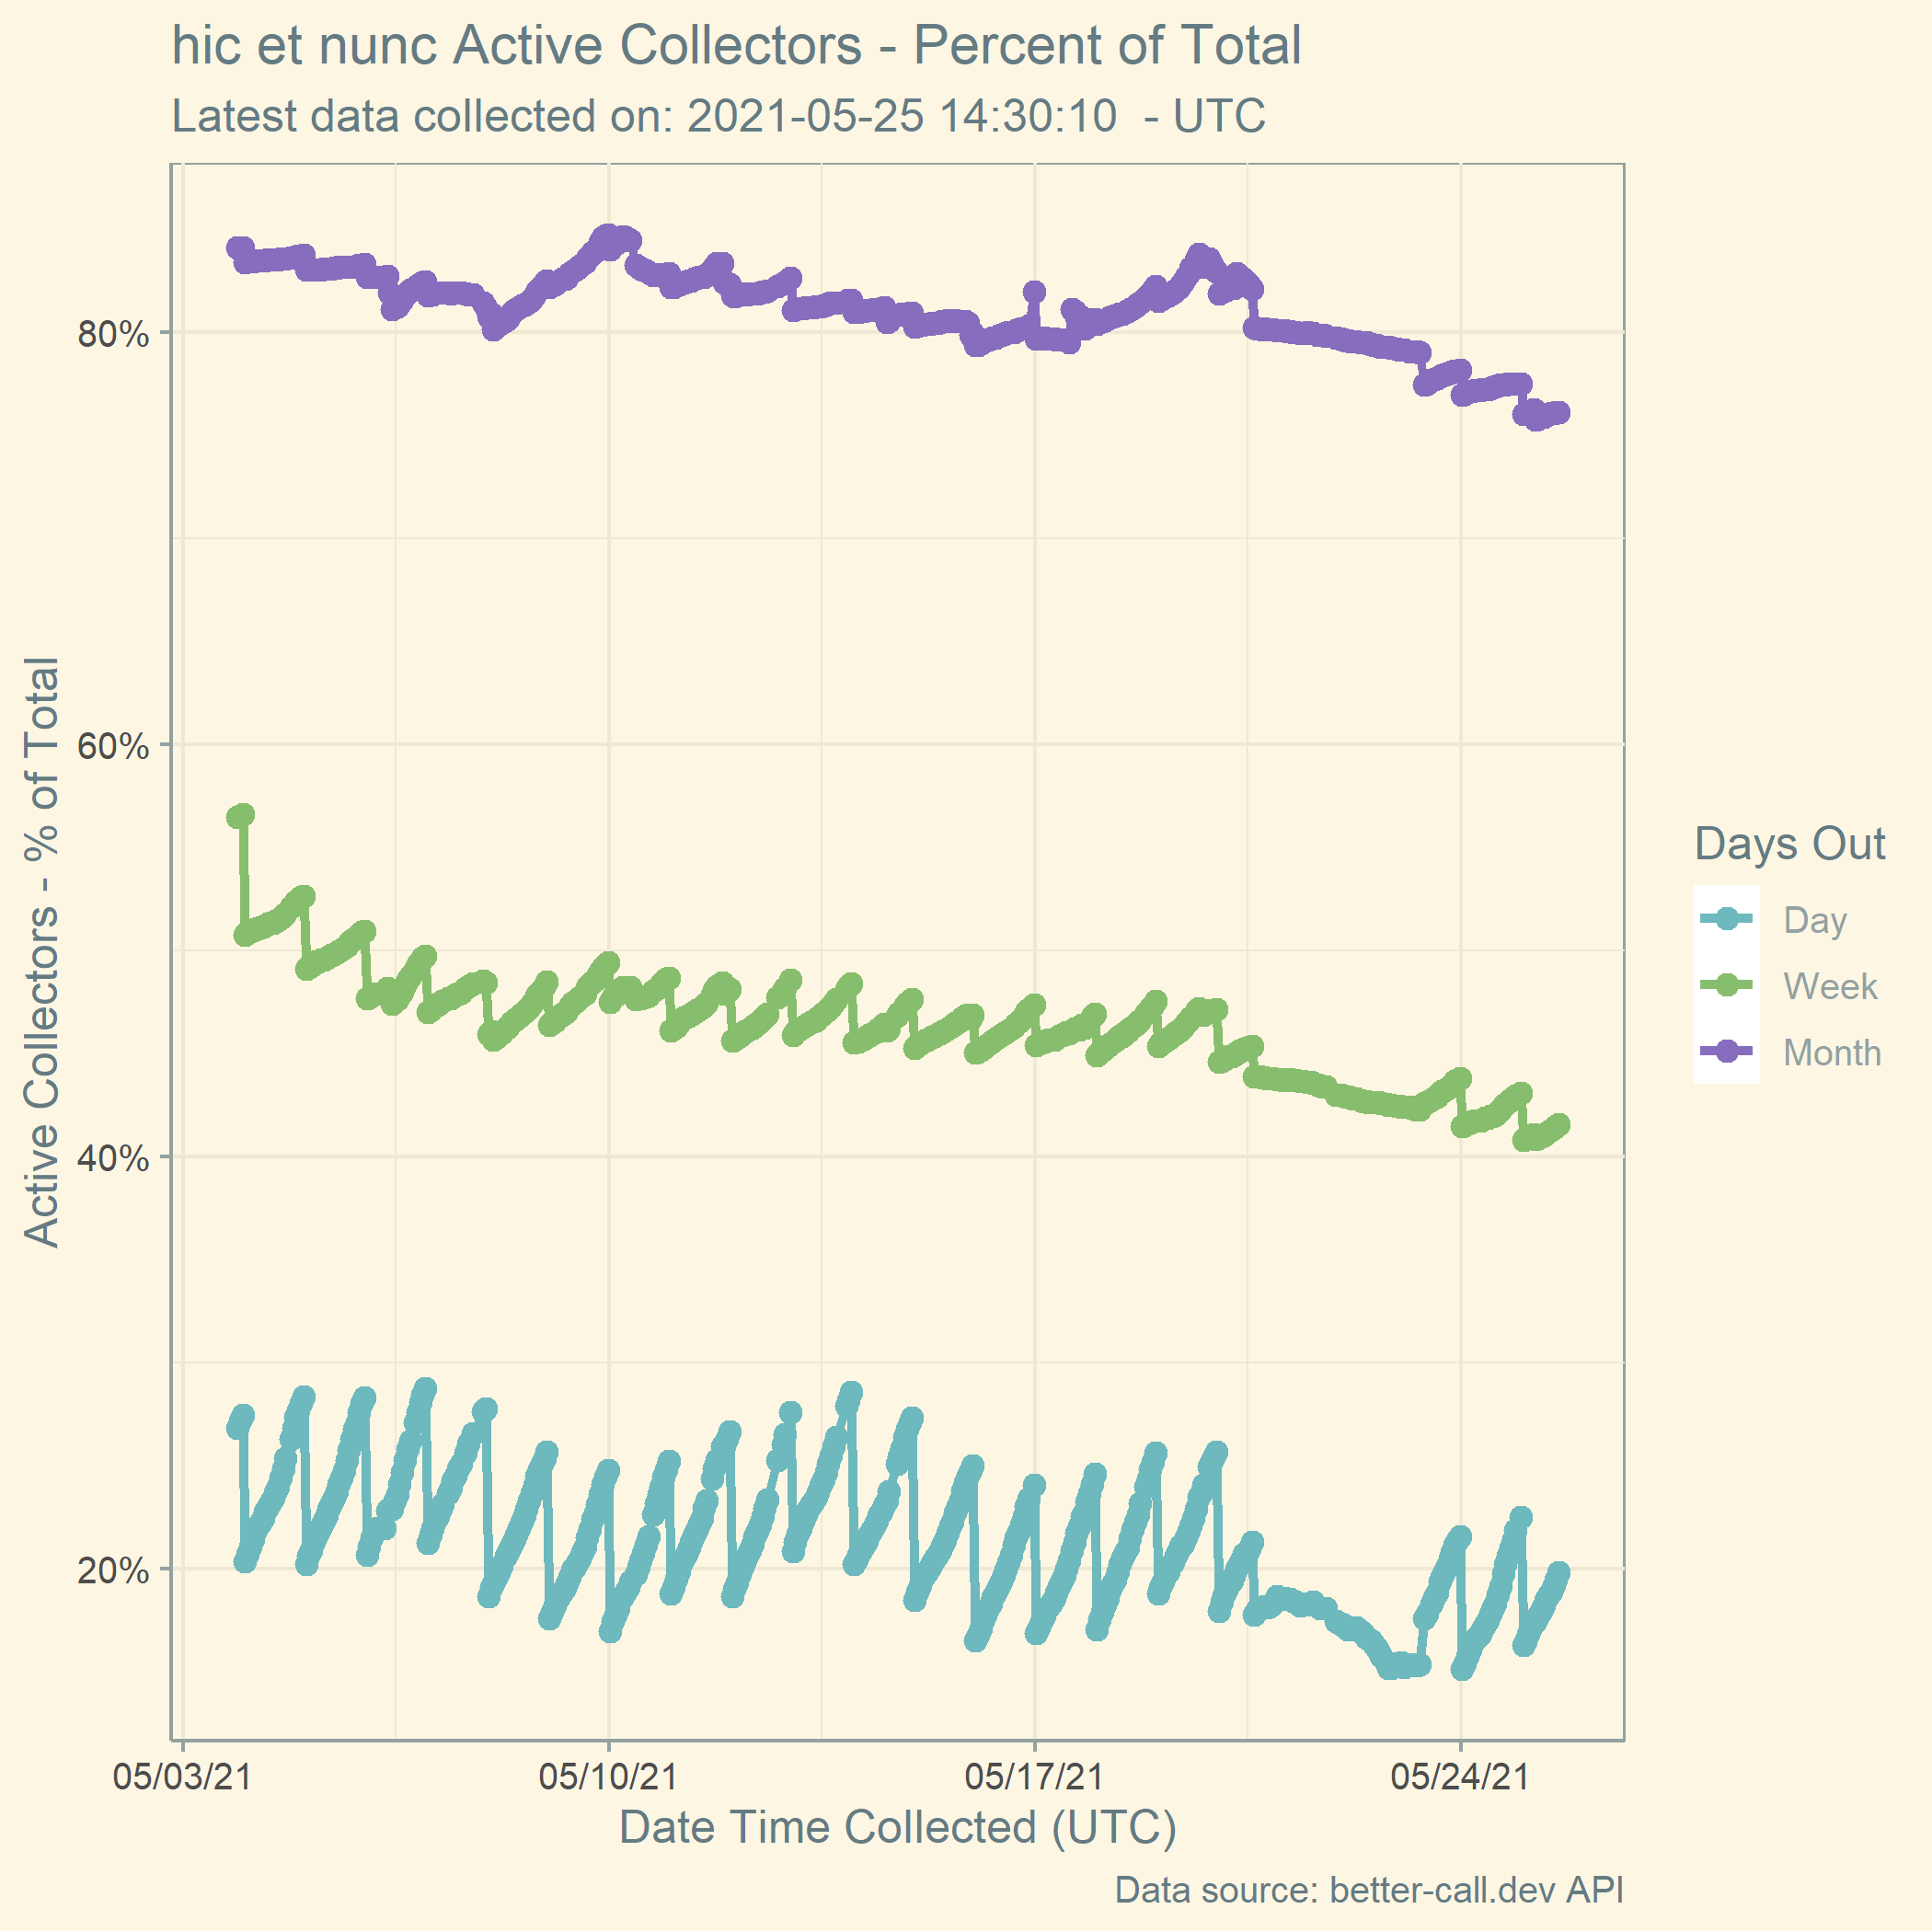 hic et nunc Active Collectors - Percent of Total
Latest data collected on: 2021-05-25 14:30:10  - UTC
Active Collectors - % of Total
80%
60%
40%
20%
05/03/21
05/10/21
05/17/21
05/24/21
Date Time Collected (UTC)
Days Out
Day
Week
Month
Data source: better-call.dev API